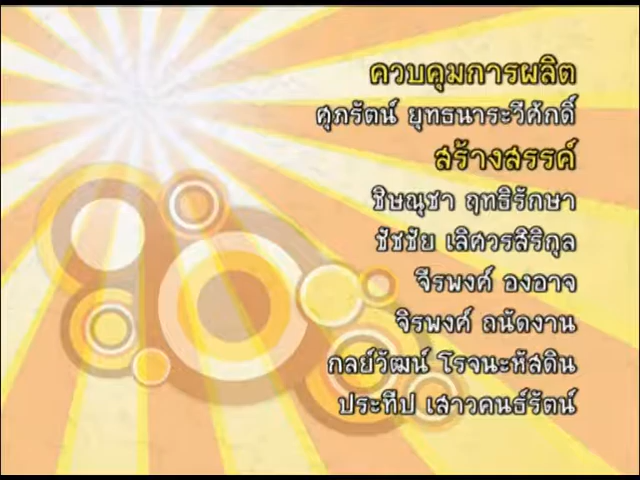 ควบคุมการผลิต
ศุภรัตน์ ยุทธนาระวีศักดิ์
สร้างสรรค์
ชิษณุชา ฤทธิรักษา
ชัชชัย เลิศวรสิริกุล
จีรพงศ์ องอาจ
จิรพงศ์ ถนัดงาน
กลย์วัฒน์ โรจนะหัสดิน
ประทีป เสาวคนธ์รัตน์